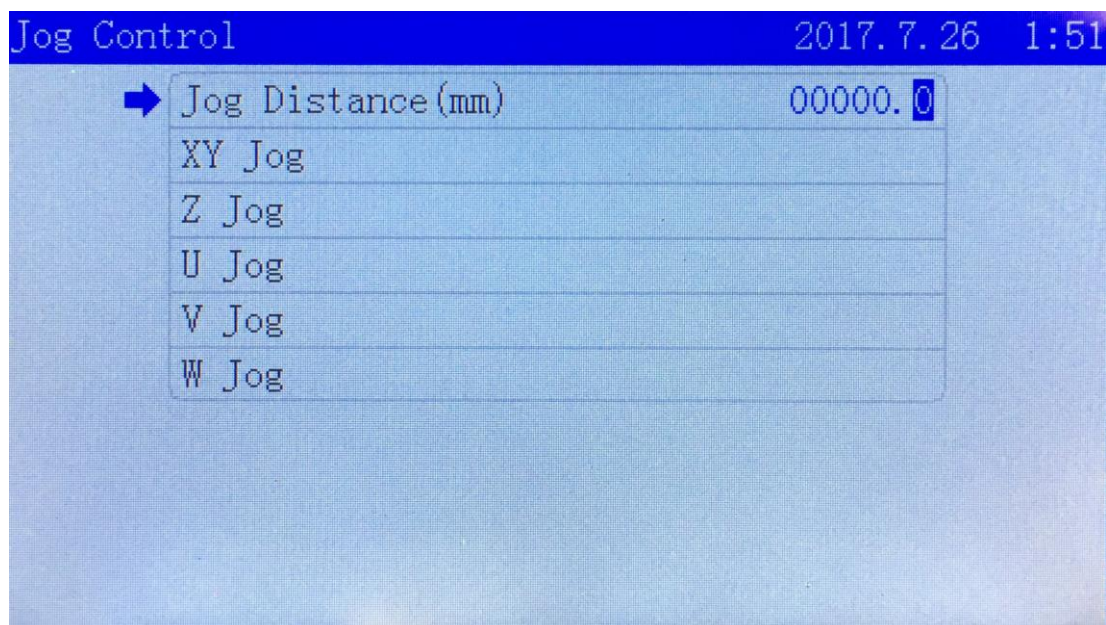 Jog Control 2017. 7. 26 1:51
Jog Distance(mm) 00000. 0
XY Jog
Z Jog
U Jog
V Jog
W Jog